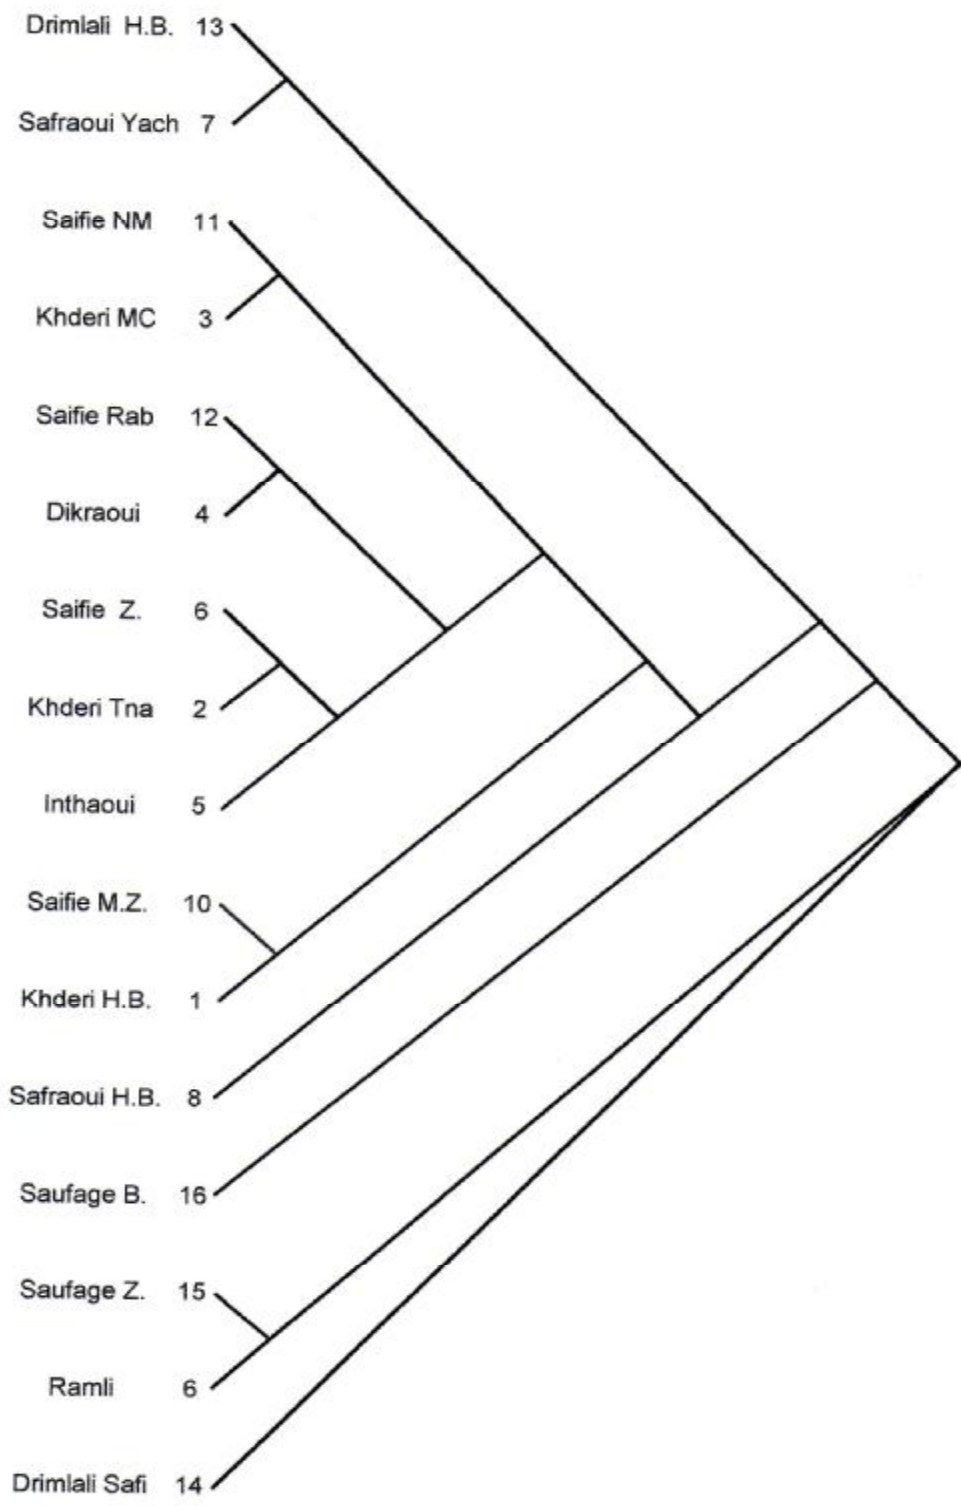 Drimlali H.B. 13
Safraoui Yach 7
Saifie NM 11
Khderi MC 3
Saifie Rab 12
Dikraoui 4
Saifie Z. 6
Khderi Tna 2
Inthaoui 5
Saifie M.Z. 10
Khderi H.B. 1
Safraoui H.B. 8
Saufage B. 16
Saufage Z. 15
Ramli 6
Drimlali Safi 14